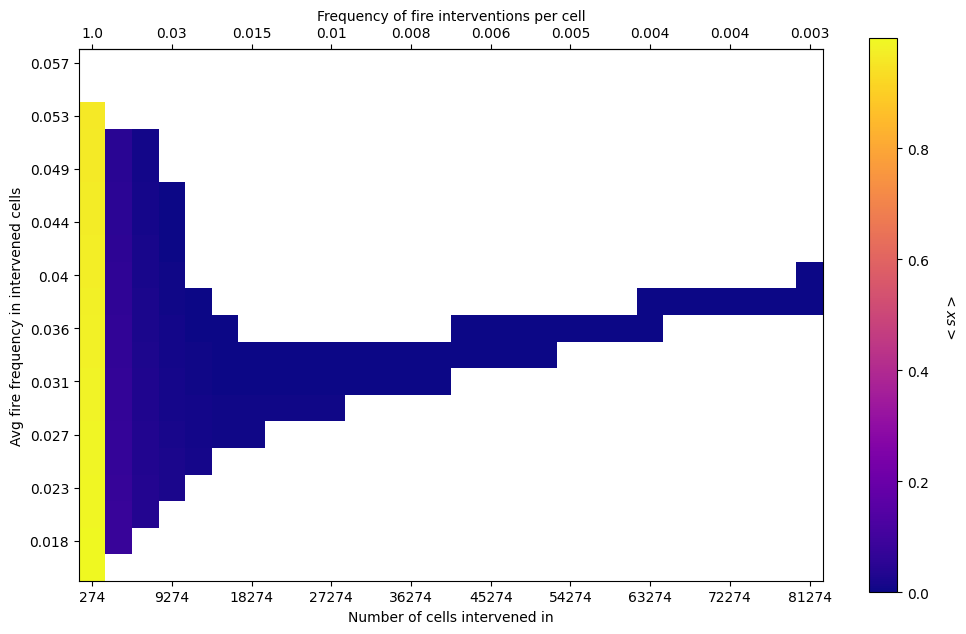 Frequency of fire interventions per cell
1.0 0.03 0.015 0.01 0.008 0.006 0.005 0.004 0.004 0.003
0.057
0.053
0.049
0.044
0.04
0.036
0.031
0.027
0.023
0.018
Avg fire frequency in intervened cells
274 9274 18274 27274 36274 45274 54274 63274 72274 81274
Number of cells intervened in
0.8
0.6
0.4
0.2
0.0
< xs >